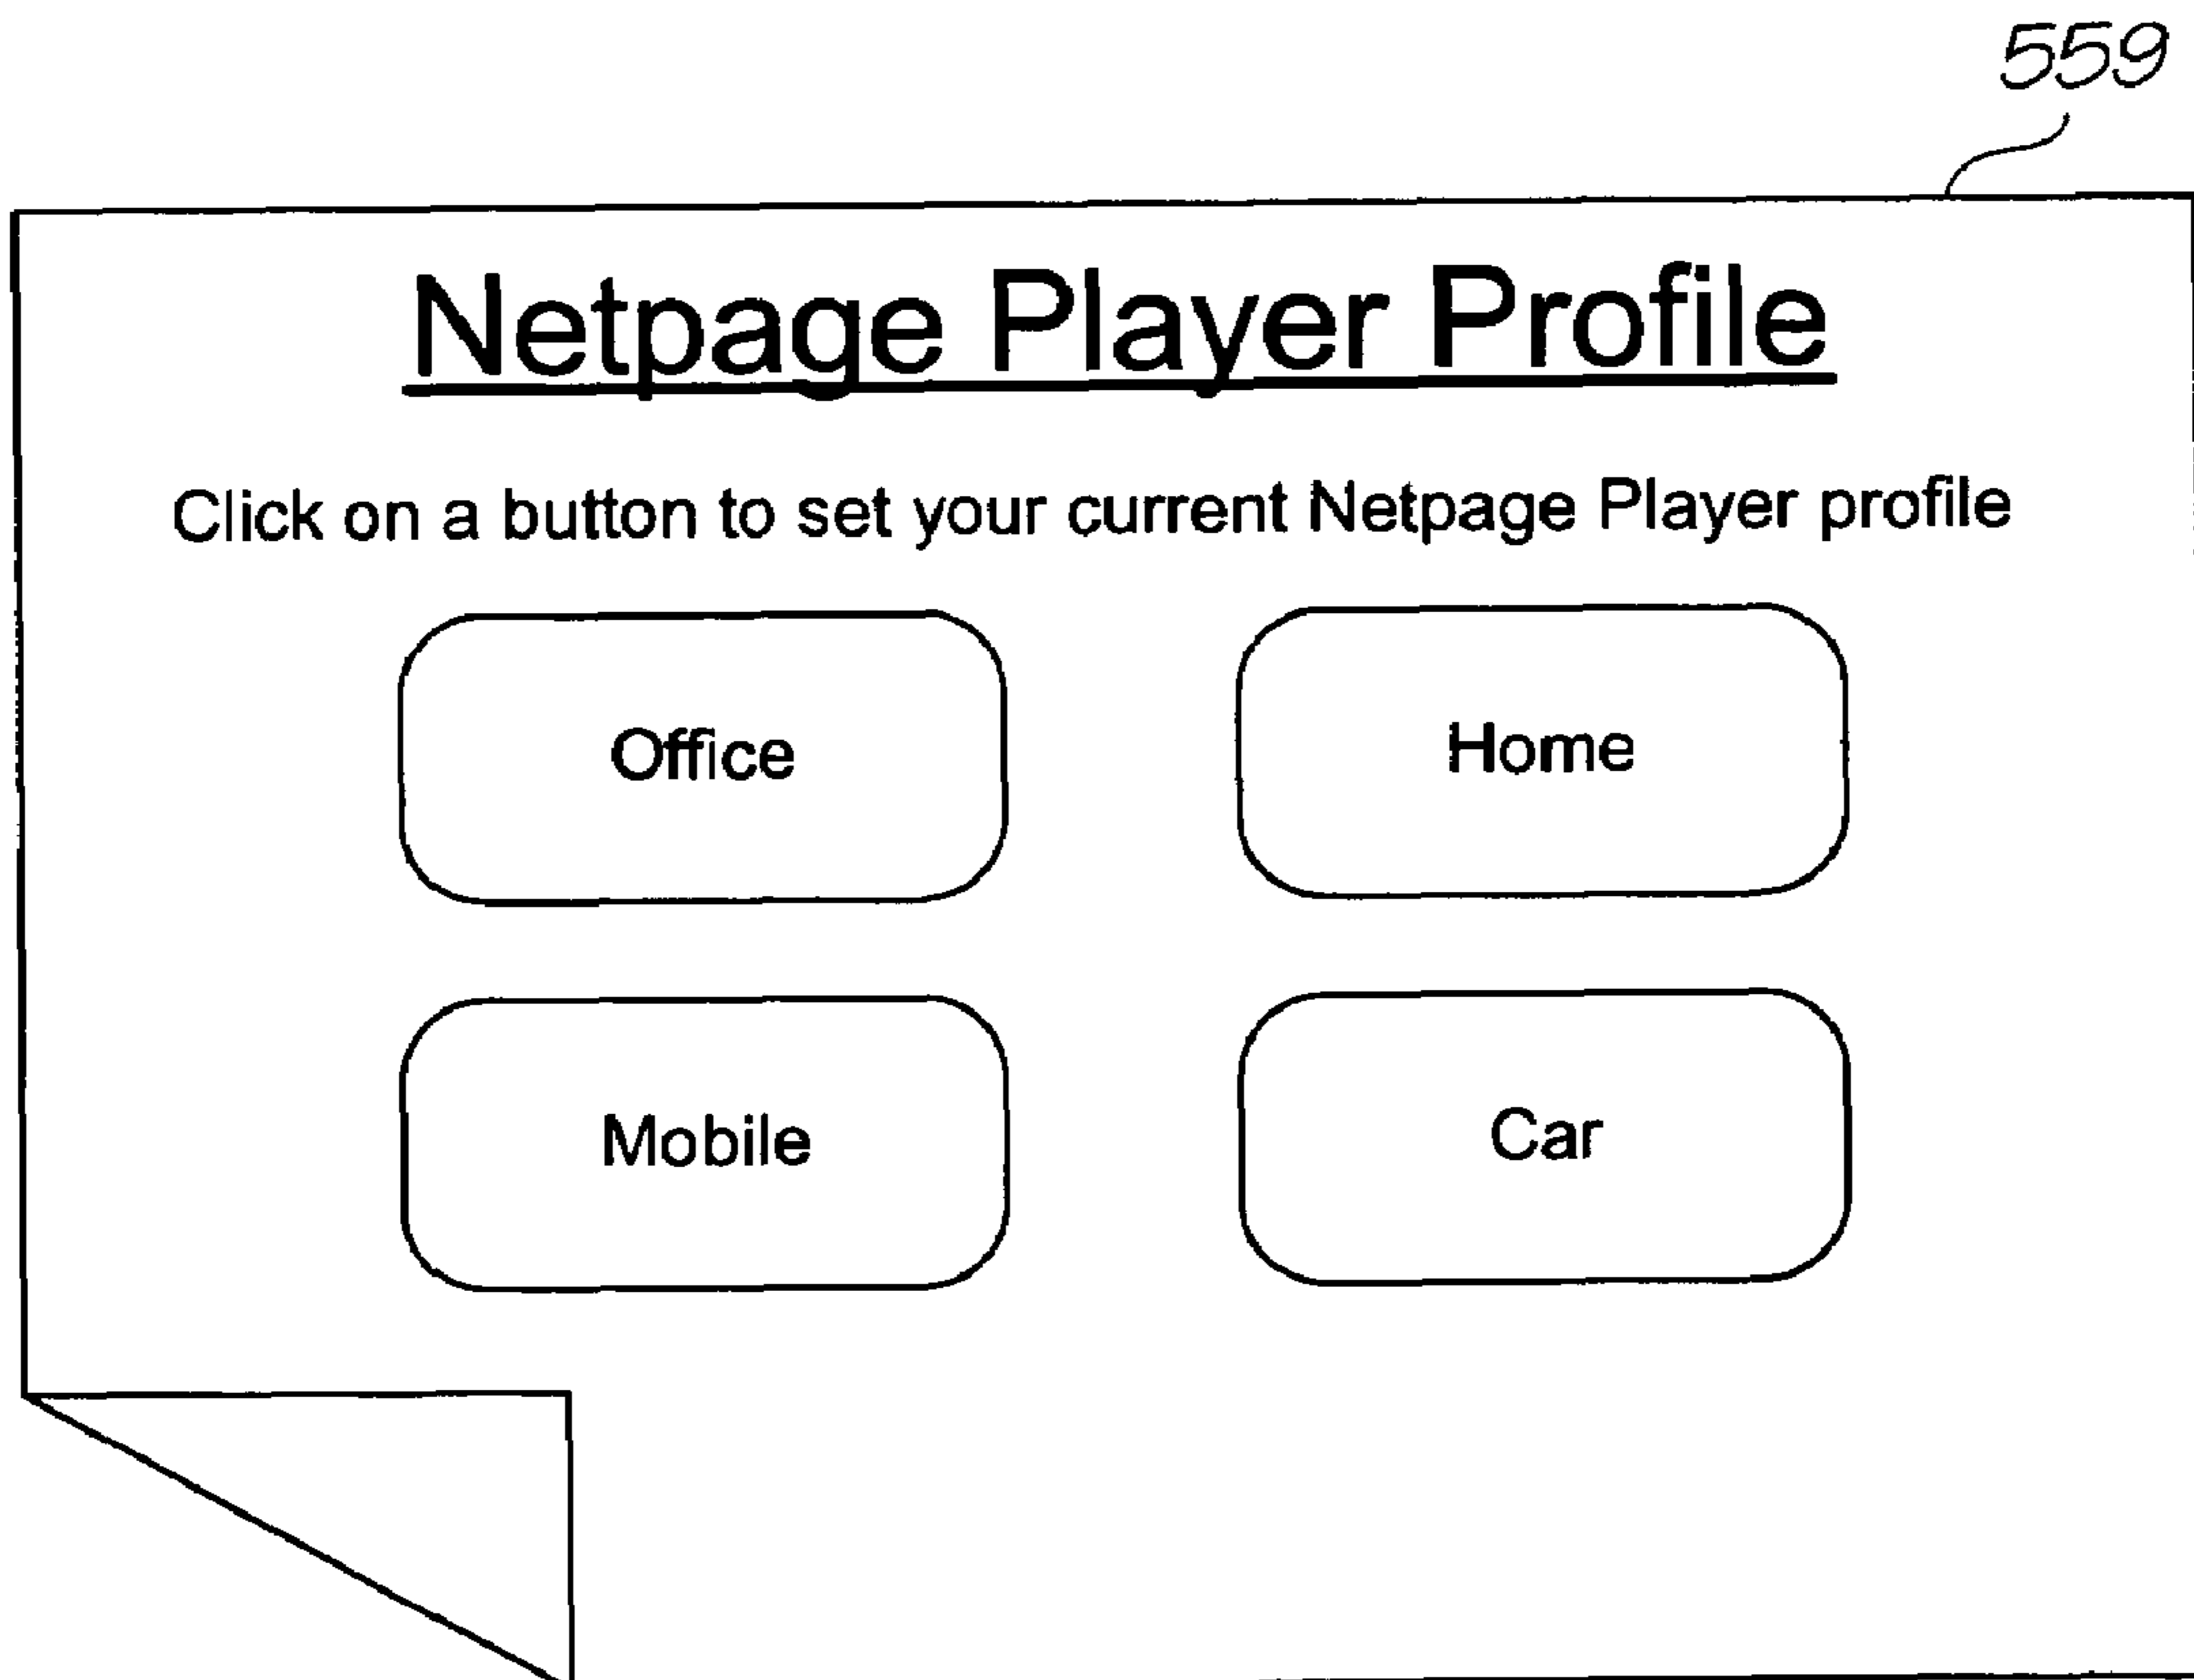 559
Netpage Player Profile
Click on a button to set your current Netpage Player profile
Office Home
Mobile Car